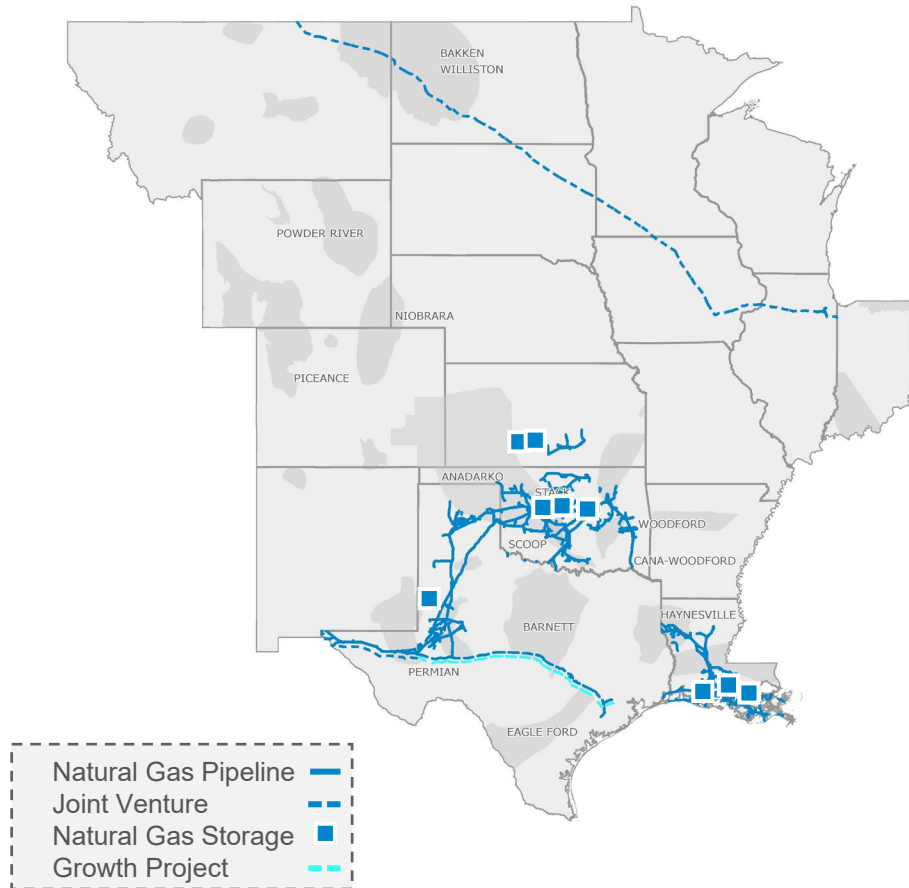 BAKKEN
WILLISTON
POWDER RIVER
NIOBRARA
PICEANCE
ANADARKO
STACK
WOODFORD
SCOOP
CANA-WOODFORD
HAYNESVILLE
BARNETT
PERMIAN
EAGLE FORD
Natural Gas Pipeline
Joint Venture
Natural Gas Storage
Growth Project